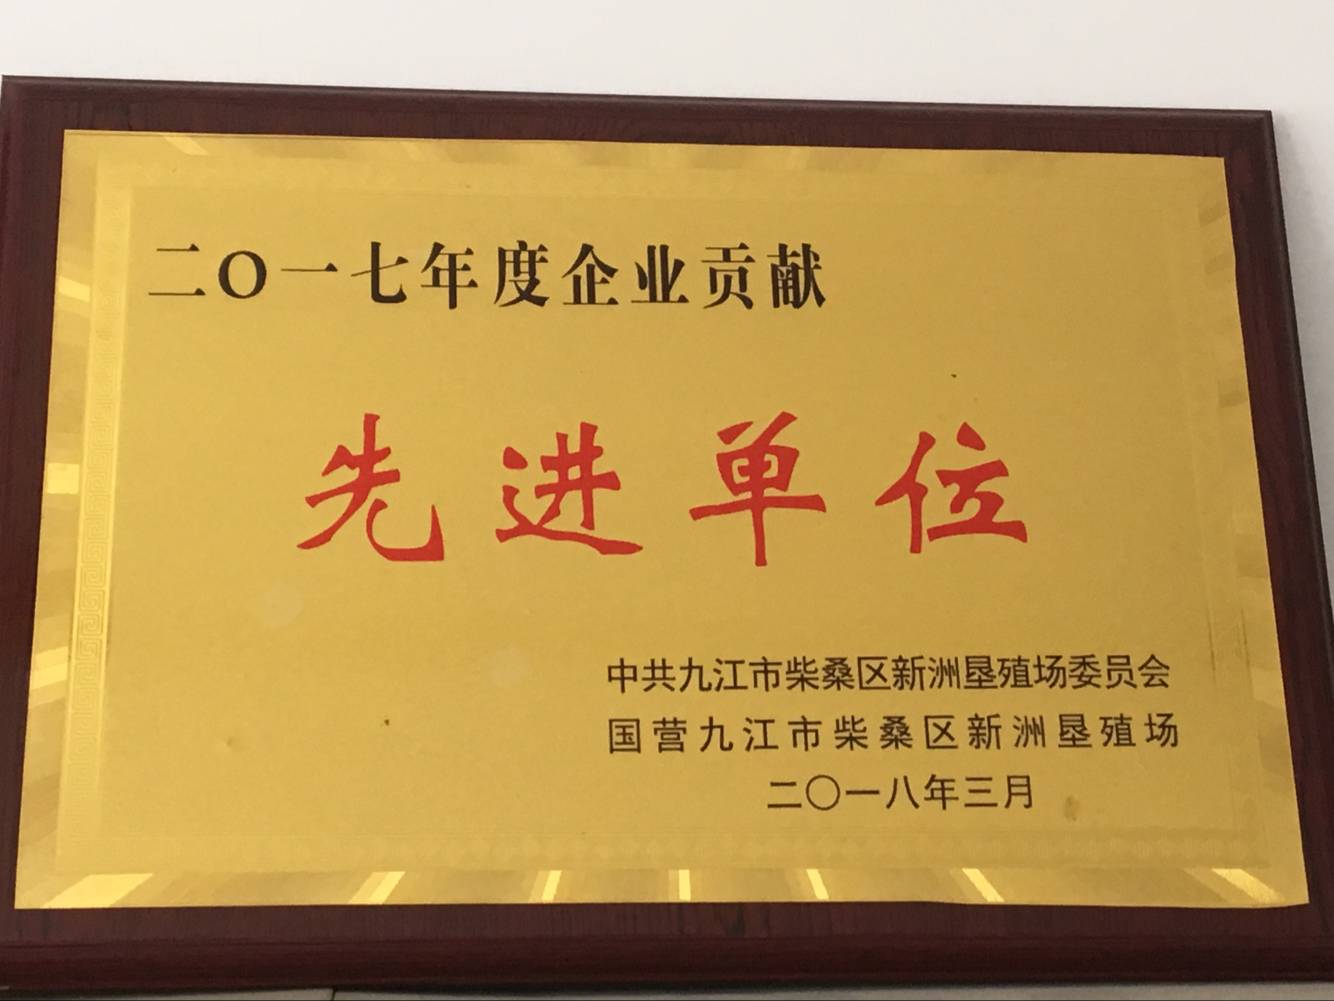 二〇一七年度企业贡献
先进单位
中共九江市柴桑区新洲垦殖场委员会
国营九江市柴桑区新洲垦殖场
二〇一八年三月